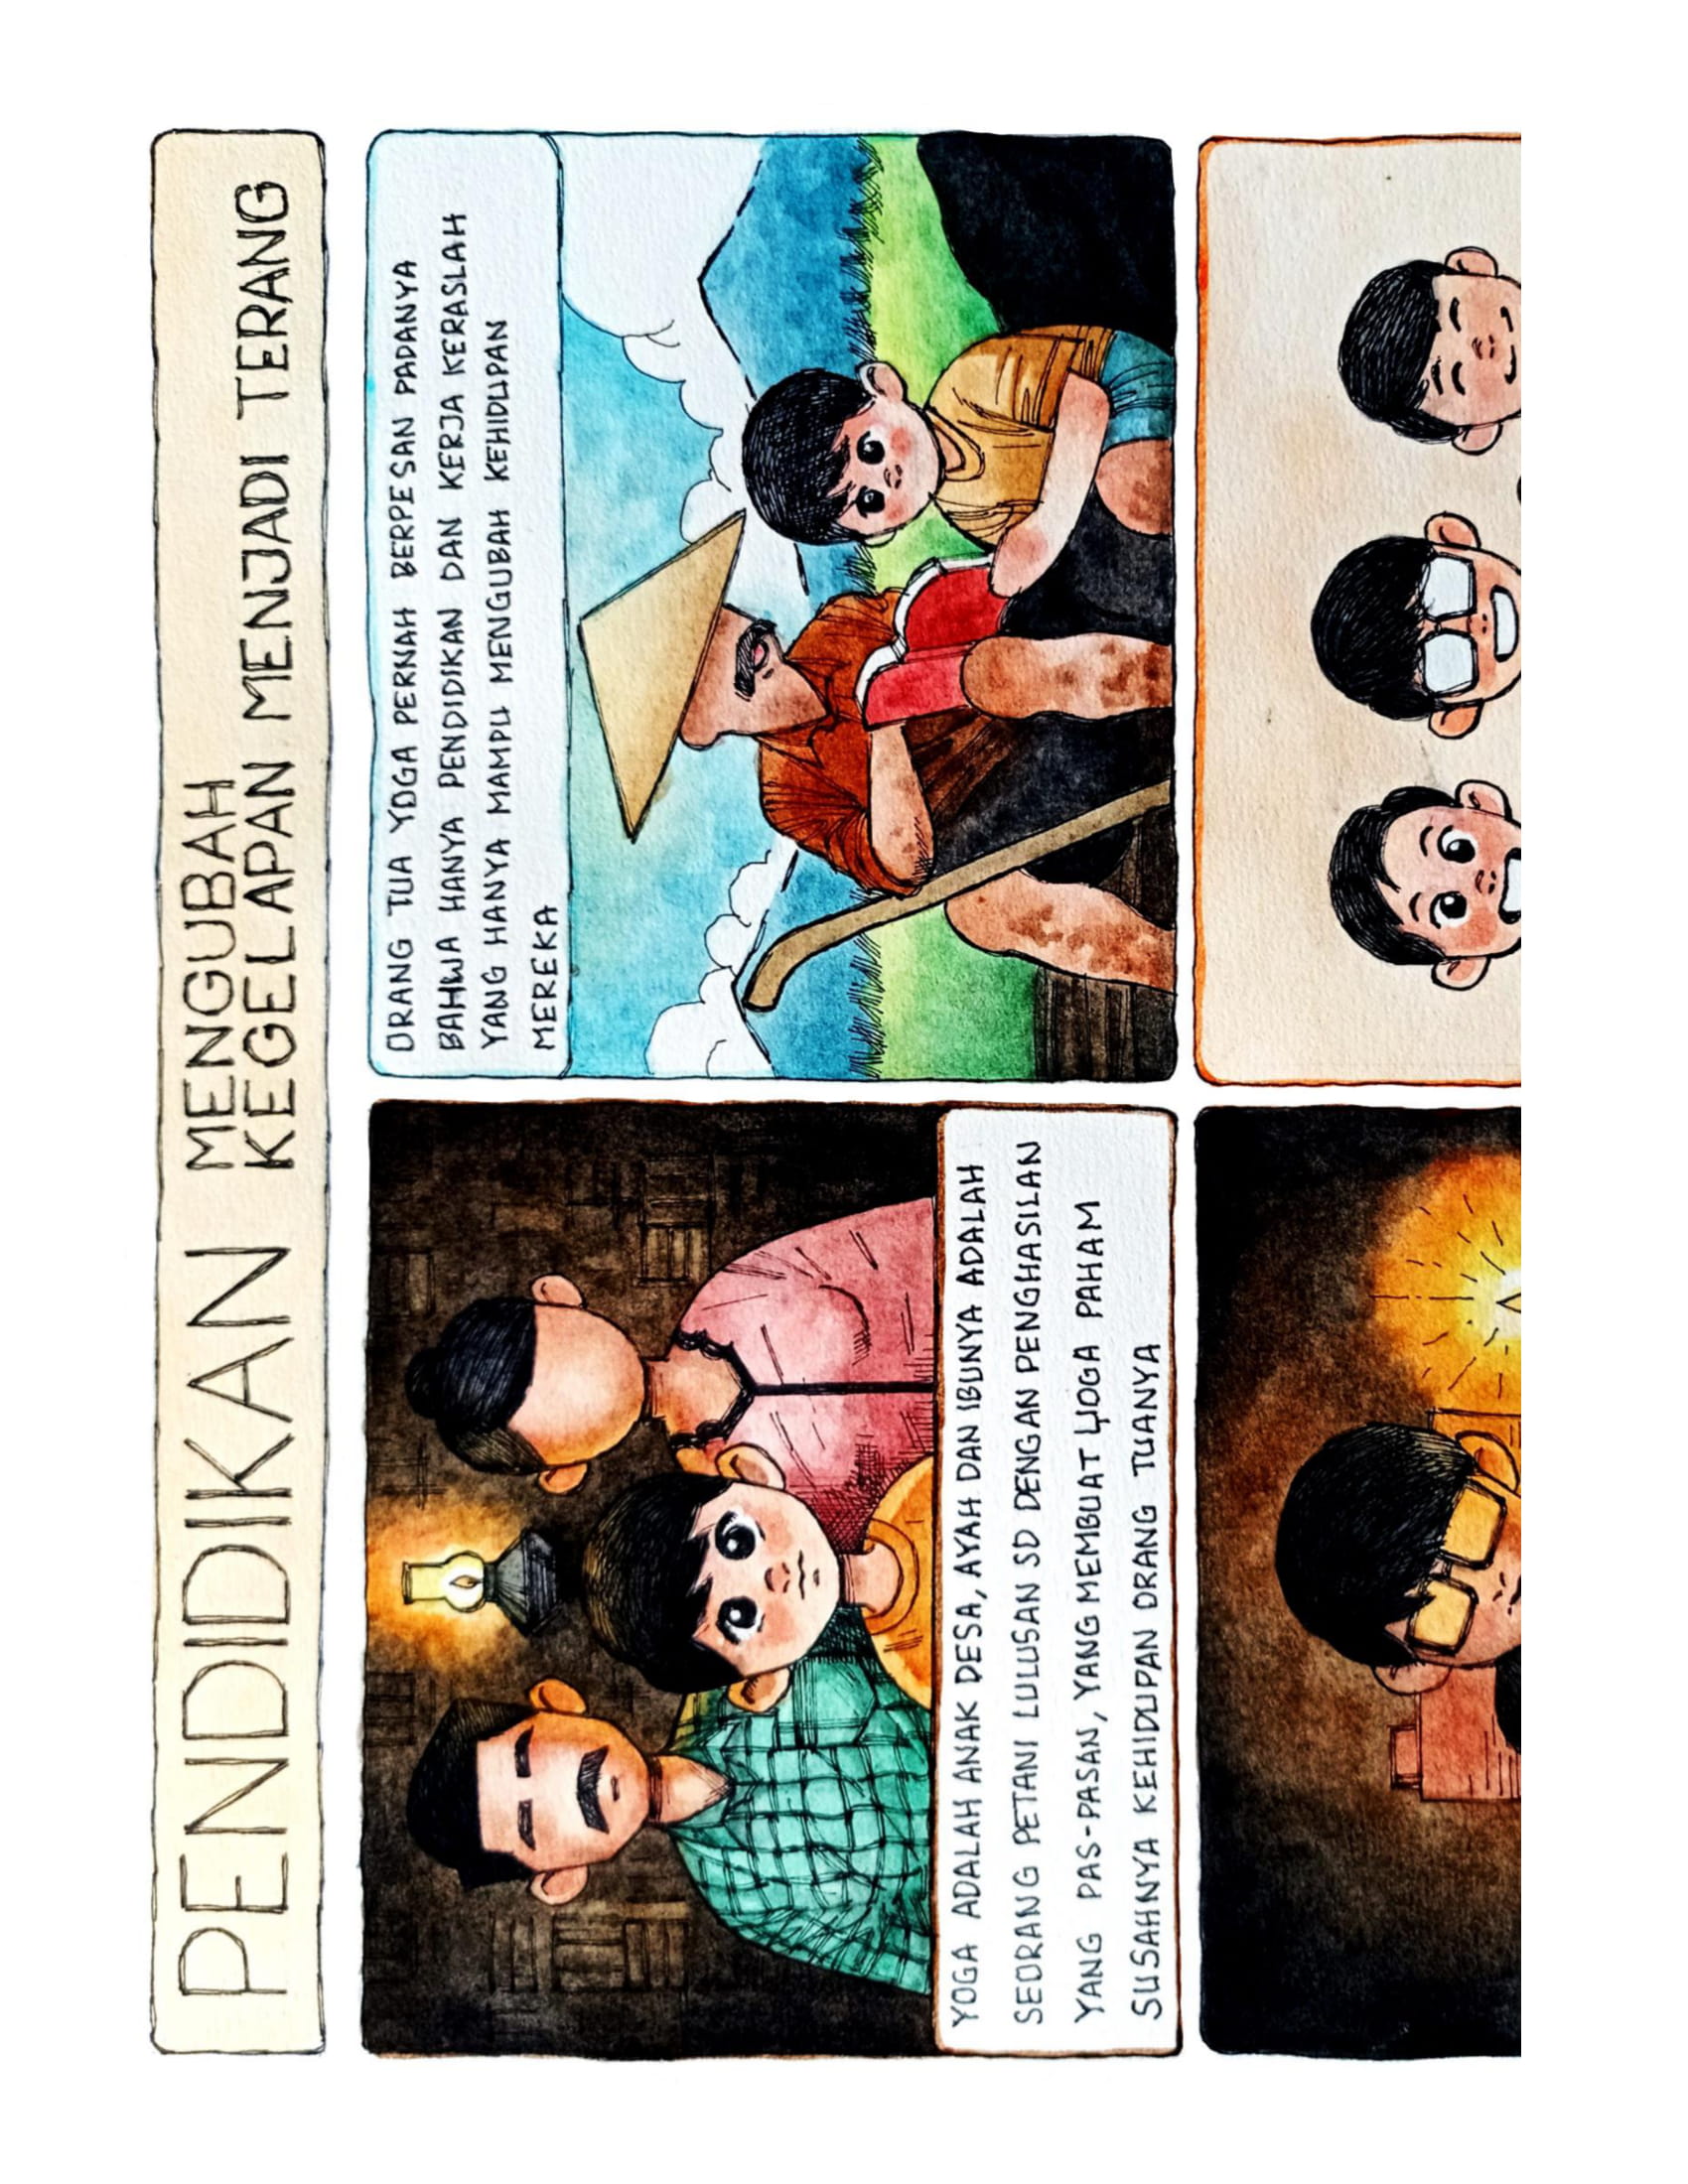 PENDIDIKAN MENGUBAH
KEGELAPAN MENJADI TERANG
YOGA ADALAH ANAK DESA, AYAH DAN IBUNYA ADALAH
SEORANG PETANI LULUSAN SD DENGAN PENGHASILAN
YANG PAS-PASAN, YANG MEMBUAT YOGA PAHAM
SUSAHNYA KEHIDUPAN ORANG TUANYA
ORANG TUA YOGA PERNAH BERPESAN PADANYA
BAHWA HANYA PENDIDIKAN DAN KERJA KERASLAH
YANG HANYA MAMPU MENGUBAH KEHIDUPAN
MEREKA